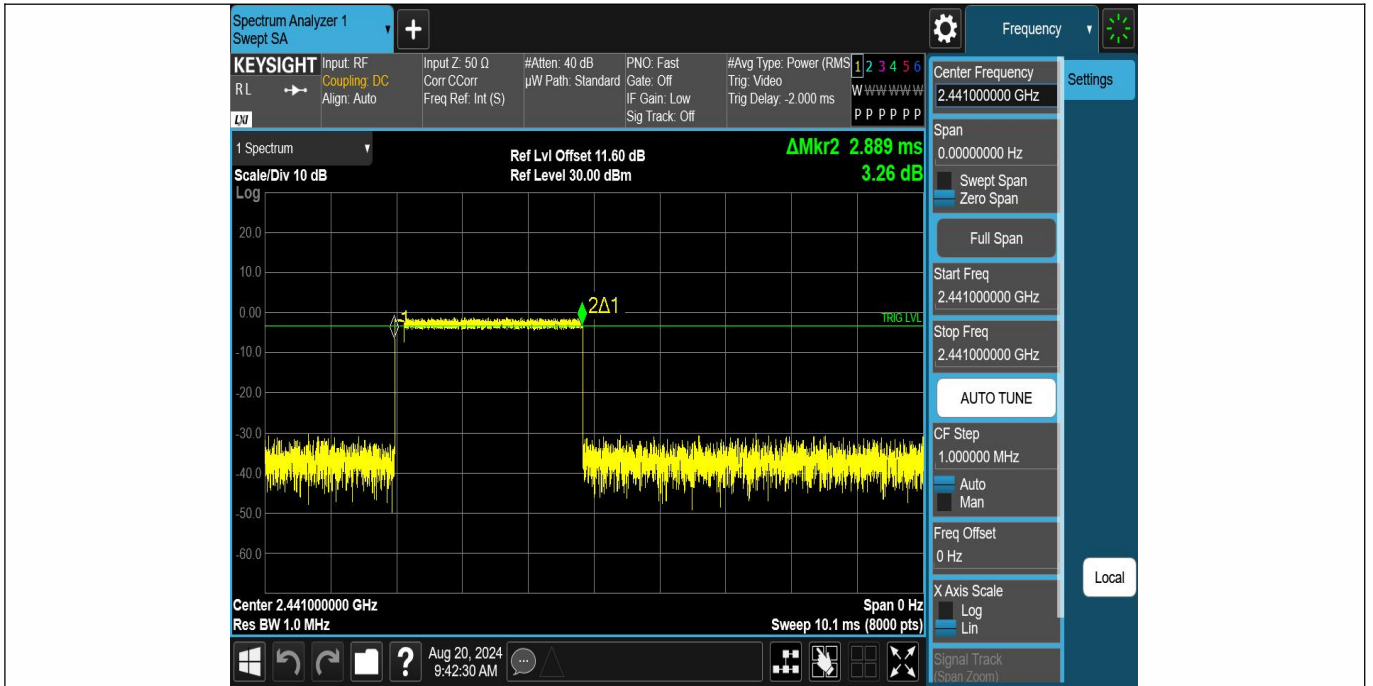 Spectrum Analyzer 1
Swept SA
+
Frequency
KEYSIGHT
RL
LXI
Input: RF
Coupling: DC
Align: Auto
Input Z: 50 Ω
Corr CCorr
Freq Ref: Int (S)
#Atten: 40 dB
µW Path: Standard
PNO: Fast
Gate: Off
IF Gain: Low
Sig Track: Off
#Avg Type: Power (RMS
Trig: Video
Trig Delay: -2.000 ms
1 2 3 4 5 6
W W W W W W
P P P P P P
Center Frequency
2.441000000 GHz
Settings
1 Spectrum
Scale/Div 10 dB
Ref Lvl Offset 11.60 dB
Ref Level 30.00 dBm
ΔMkr2 2.889 ms
3.26 dB
Span
0.00000000 Hz
Swept Span
Zero Span
Full Span
Start Freq
2.441000000 GHz
Stop Freq
2.441000000 GHz
AUTO TUNE
CF Step
1.000000 MHz
Auto
Man
Freq Offset
0 Hz
X Axis Scale
Log
Lin
Signal Track
(Span Zoom)
Local
Log
20.0
10.0
0.00
-10.0
-20.0
-30.0
-40.0
-50.0
-60.0
1
2Δ1
TRIG LVL
Center 2.441000000 GHz
Res BW 1.0 MHz
Span 0 Hz
Sweep 10.1 ms (8000 pts)
?
Aug 20, 2024
9:42:30 AM